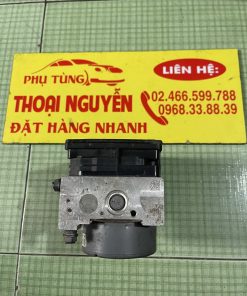 PHỤ TÙNG
LIÊN HỆ:
THOẠI NGUYỄN
02.466.599.788
0968.33.88.39
ĐẶT HÀNG NHANH